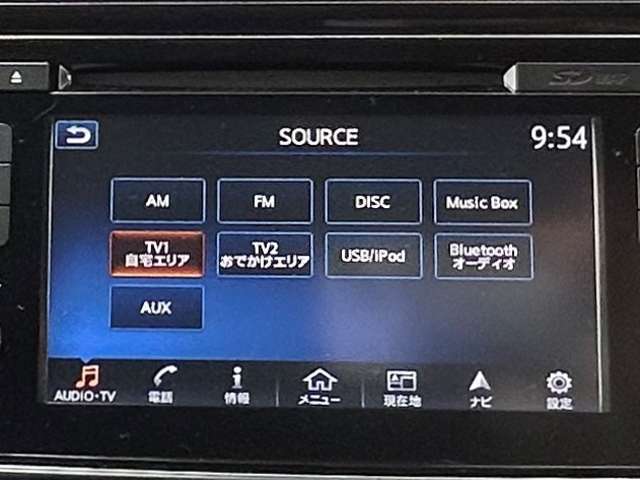 SOURCE
9:54
AM
FM
DISC
Music Box
TV1
自宅エリア
TV2
おでかけエリア
USB/iPod
Bluetooth
オーディオ
AUX
AUDIO・TV
電話
情報
メニュー
現在地
ナビ
設定